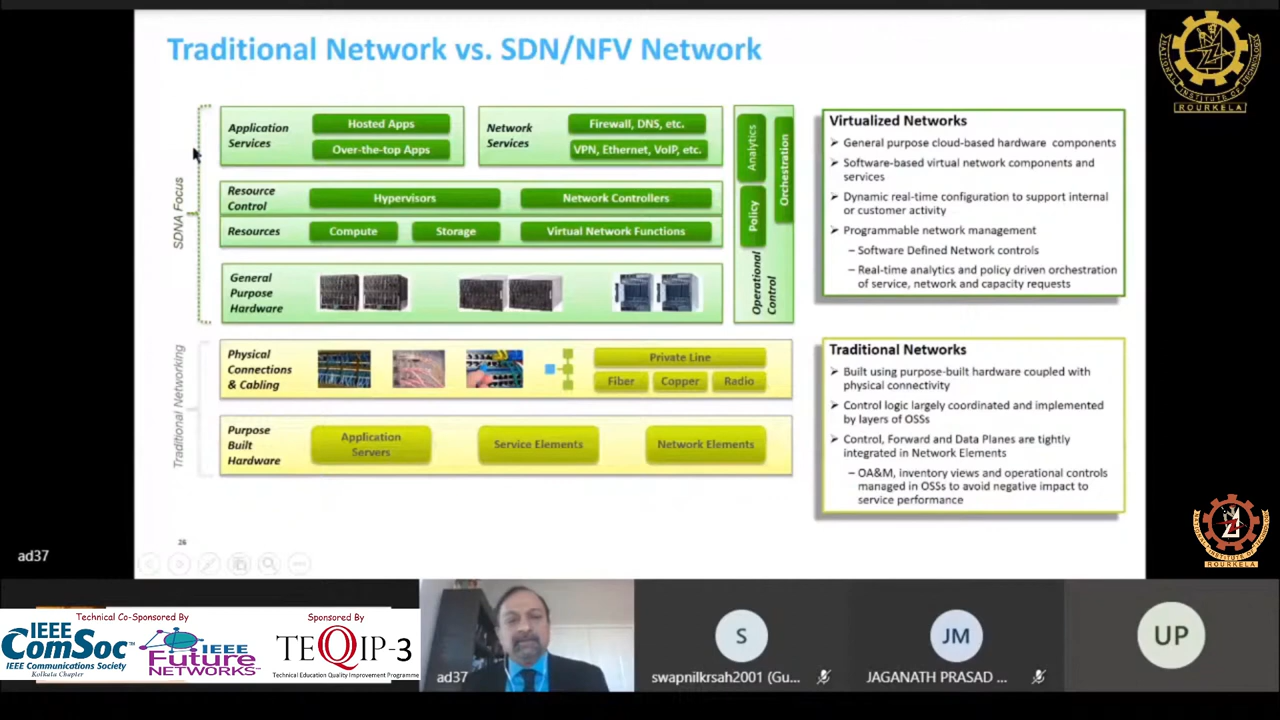 Traditional Network vs. SDN/NFV Network
SDNA Focus
Application
Services
Hosted Apps
Over-the-top Apps
Network
Services
Firewall, DNS, etc.
VPN, Ethernet, VoIP, etc.
Resource
Control
Hypervisors
Network Controllers
Resources
Compute
Storage
Virtual Network Functions
General
Purpose
Hardware
Analytics
Orchestration
Policy
Operational
Control
Traditional Networking
Physical
Connections
& Cabling
Private Line
Fiber
Copper
Radio
Purpose
Built
Hardware
Application
Servers
Service Elements
Network Elements
Virtualized Networks
General purpose cloud-based hardware components
Software-based virtual network components and
services
Dynamic real-time configuration to support internal
or customer activity
Programmable network management
– Software Defined Network controls
– Real-time analytics and policy driven orchestration
of service, network and capacity requests
Traditional Networks
Built using purpose-built hardware coupled with
physical connectivity
Control logic largely coordinated and implemented
by layers of OSSs
Control, Forward and Data Planes are tightly
integrated in Network Elements
– OA&M, inventory views and operational controls
managed in OSSs to avoid negative impact to
service performance
26
NATIONAL INSTITUTE OF TECHNOLOGY
ROURKELA
ROURKELA
ad37
Technical Co-Sponsored By
IEEE
ComSoc™
IEEE Communications Society
Kolkata Chapter
IEEE
Future
NETWORKS™
Sponsored By
TEQIP-3
Technical Education Quality Improvement Programme
ad37
S
swapnilkrsah2001 (Gu...
JM
JAGANATH PRASAD ...
UP